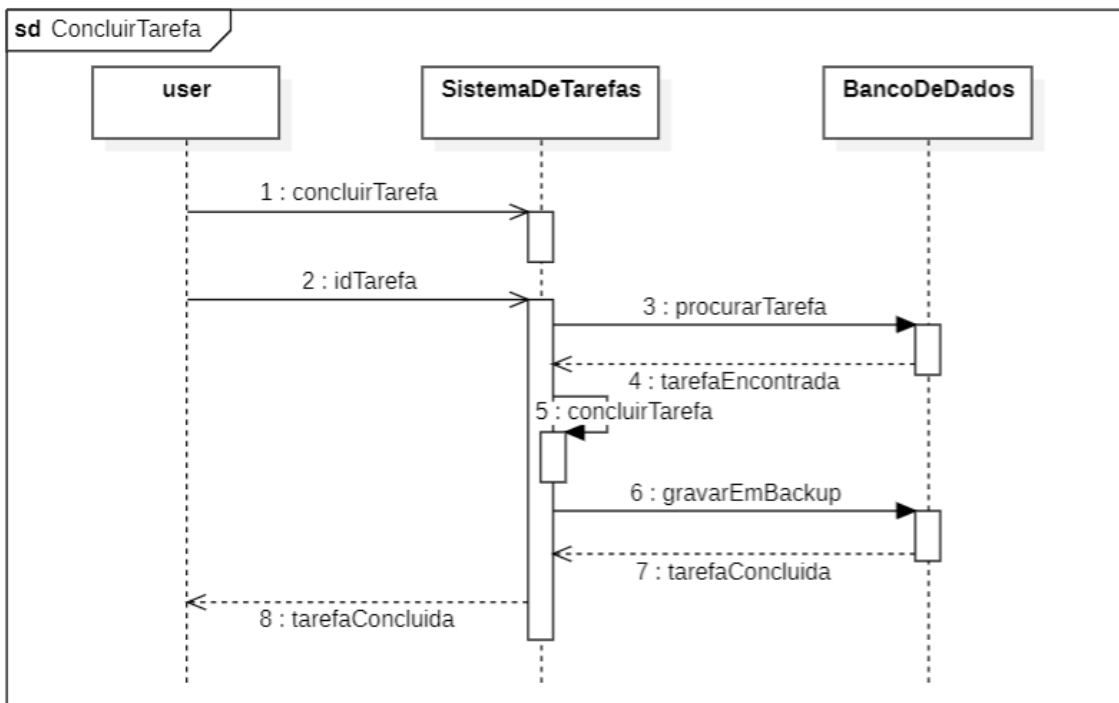 sd ConcluirTarefa
user
SistemaDeTarefas
BancoDeDados
1 : concluirTarefa
2 : idTarefa
3 : procurarTarefa
4 : tarefaEncontrada
5 : concluirTarefa
6 : gravarEmBackup
7 : tarefaConcluida
8 : tarefaConcluida